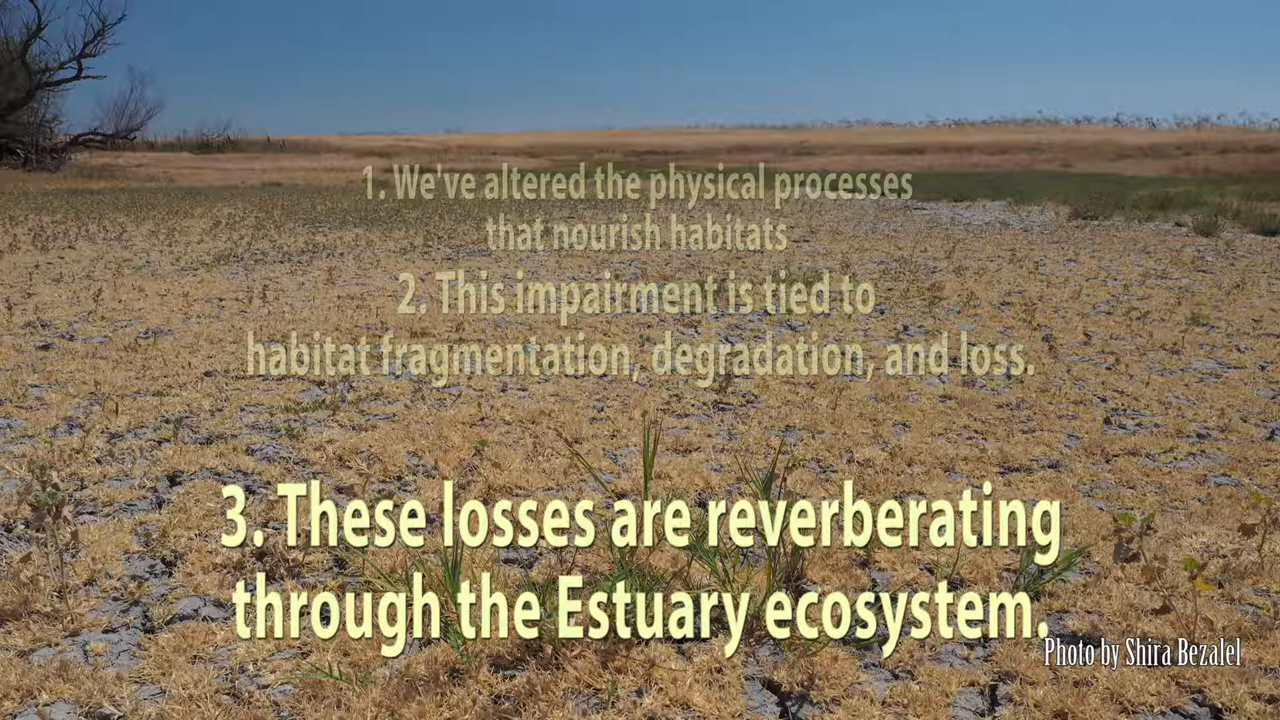 1. We've altered the physical processes
that nourish habitats
2. This impairment is tied to
habitat fragmentation, degradation, and loss.
3. These losses are reverberating
through the Estuary ecosystem.
Photo by Shira Bezalel